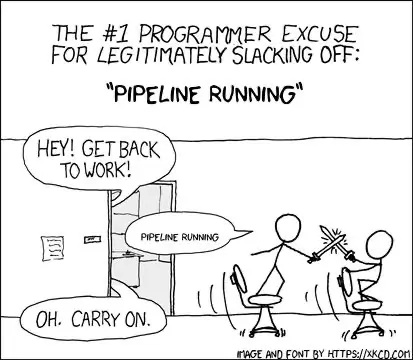 THE #1 PROGRAMMER EXCUSE
FOR LEGITIMATELY SLACKING OFF:
"PIPELINE RUNNING"
HEY! GET BACK
TO WORK!
PIPELINE RUNNING
OH. CARRY ON.
IMAGE AND FONT BY HTTPS://XKCD.COM/